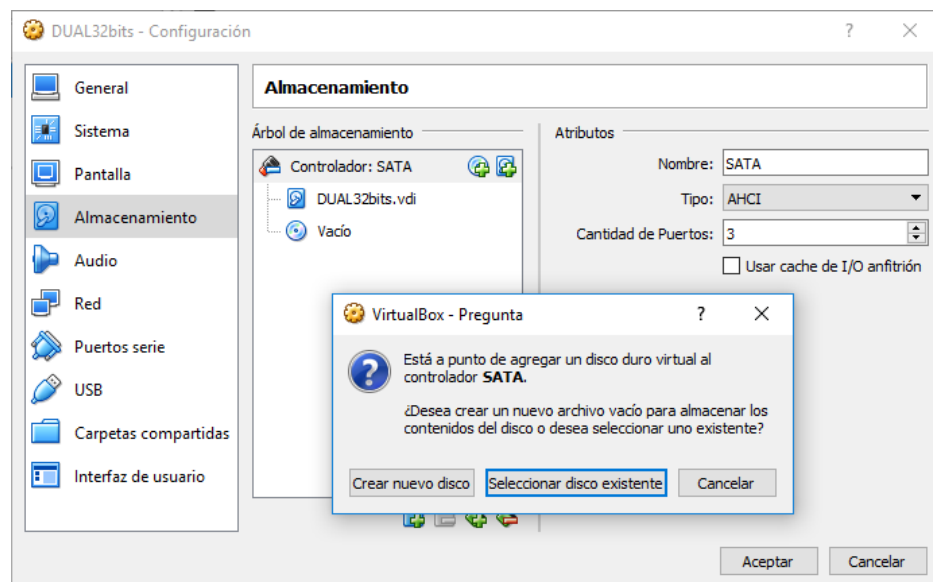 DUAL32bits - Configuración
?
General
Sistema
Pantalla
Almacenamiento
Audio
Red
Puertos serie
USB
Carpetas compartidas
Interfaz de usuario
Almacenamiento
Árbol de almacenamiento
Controlador: SATA
DUAL32bits.vdi
Vacío
Atributos
Nombre: SATA
Tipo: AHCI
Cantidad de Puertos: 3
Usar cache de I/O anfitrión
VirtualBox - Pregunta
?
Está a punto de agregar un disco duro virtual al
controlador SATA.
¿Desea crear un nuevo archivo vacío para almacenar los
contenidos del disco o desea seleccionar uno existente?
Crear nuevo disco
Seleccionar disco existente
Cancelar
Aceptar
Cancelar